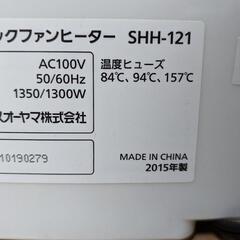 ックファンヒーター SHH-121
AC100V
50/60Hz
1350/1300W
温度ヒューズ
84℃、94℃、157℃
スオーヤマ株式会社
10190279
MADE IN CHINA
2015年製